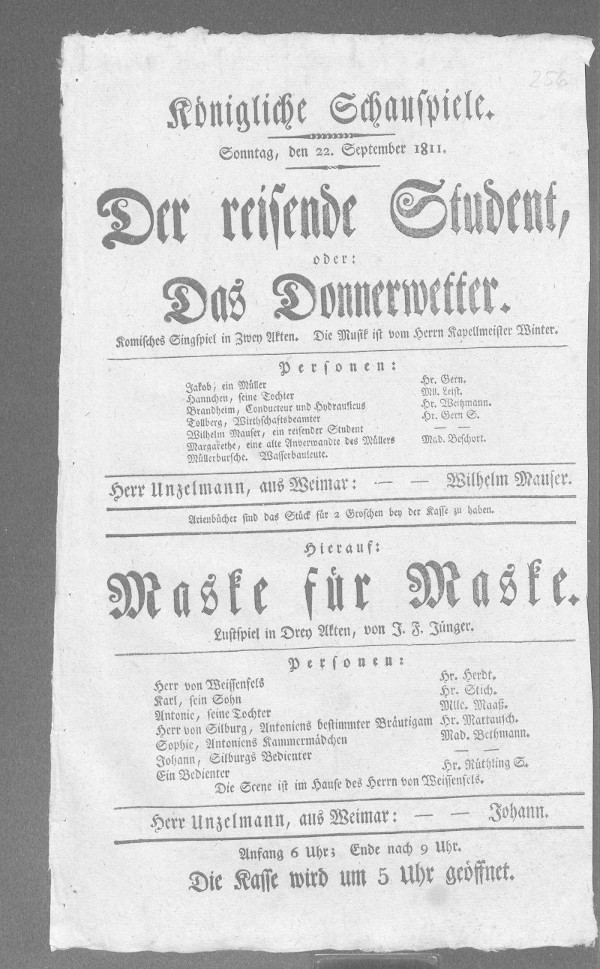 256
Königliche Schauspiele.
Sonntag, den 22. September 1811.
Der reisende Student,
oder:
Das Donnerwetter.
Komisches Singspiel in Zwey Akten. Die Musik ist vom Herrn Kapellmeister Winter.
Personen:
Jakob, ein Müller Hr. Gern.
Hannchen, seine Tochter Mll. Leist.
Brandheim, Conducteur und Hydraulicus Hr. Weitzmann.
Tollberg, Wirthschaftsbeamter Hr. Gern S.
Wilhelm Mauser, ein reisender Student — —
Margarethe, eine alte Anverwandte des Müllers Mad. Deschort.
Müllerbursche. Wasserbauleute.
Herr Unzelmann, aus Weimar: — — Wilhelm Mauser.
Arienbücher sind das Stück für 2 Groschen bey der Kasse zu haben.
Hierauf:
Maske für Maske.
Lustspiel in Drey Akten, von J. F. Jünger.
Personen:
Herr von Weissenfels Hr. Herdt.
Karl, sein Sohn Hr. Stich.
Antonie, seine Tochter Mlle. Maaß.
Herr von Silburg, Antoniens bestimmter Bräutigam Hr. Mattausch.
Sophie, Antoniens Kammermädchen Mad. Bethmann.
Johann, Silburgs Bedienter — —
Ein Bedienter Hr. Rüthling S.
Die Scene ist im Hause des Herrn von Weissenfels.
Herr Unzelmann, aus Weimar: — — Johann.
Anfang 6 Uhr; Ende nach 9 Uhr.
Die Kasse wird um 5 Uhr geöffnet.